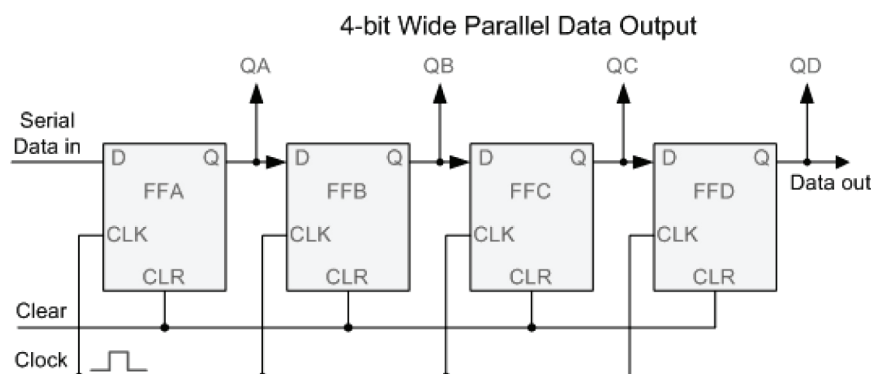 4-bit Wide Parallel Data Output
QA QB QC QD
Serial
Data in
D Q D Q D Q D Q
Data out
FFA FFB FFC FFD
CLK CLK CLK CLK
CLR CLR CLR CLR
Clear
Clock